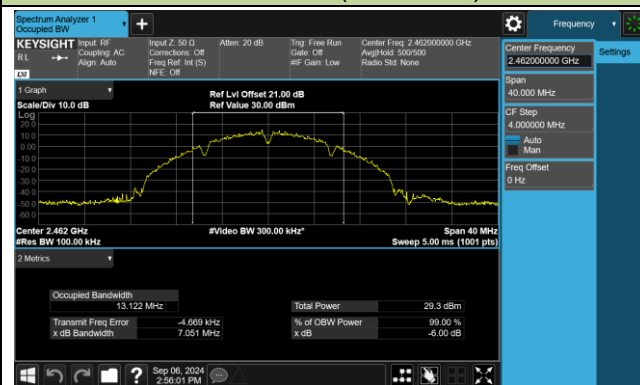 Spectrum Analyzer 1
Occupied BW
Frequency
KEYSIGHT
RL
LXI
Input: RF
Coupling: AC
Align: Auto
Input Z: 50 Ω
Corrections: Off
Freq Ref: Int (S)
NFE: Off
Atten: 20 dB
Trig: Free Run
Gate: Off
#IF Gain: Low
Center Freq: 2.462000000 GHz
Avg|Hold: 500/500
Radio Std: None
Center Frequency
2.462000000 GHz
Settings
Span
40.000 MHz
CF Step
4.000000 MHz
Auto
Man
Freq Offset
0 Hz
1 Graph
Scale/Div 10.0 dB
Ref Lvl Offset 21.00 dB
Ref Value 30.00 dBm
Log
20.0
10.0
0.00
-10.0
-20.0
-30.0
-40.0
-50.0
-60.0
Center 2.462 GHz
#Video BW 300.00 kHz*
Span 40 MHz
#Res BW 100.00 kHz
Sweep 5.00 ms (1001 pts)
2 Metrics
Occupied Bandwidth
13.122 MHz
Total Power 29.3 dBm
Transmit Freq Error -4.669 kHz
% of OBW Power 99.00 %
x dB Bandwidth 7.051 MHz
x dB -6.00 dB
?
Sep 06, 2024
2:56:01 PM